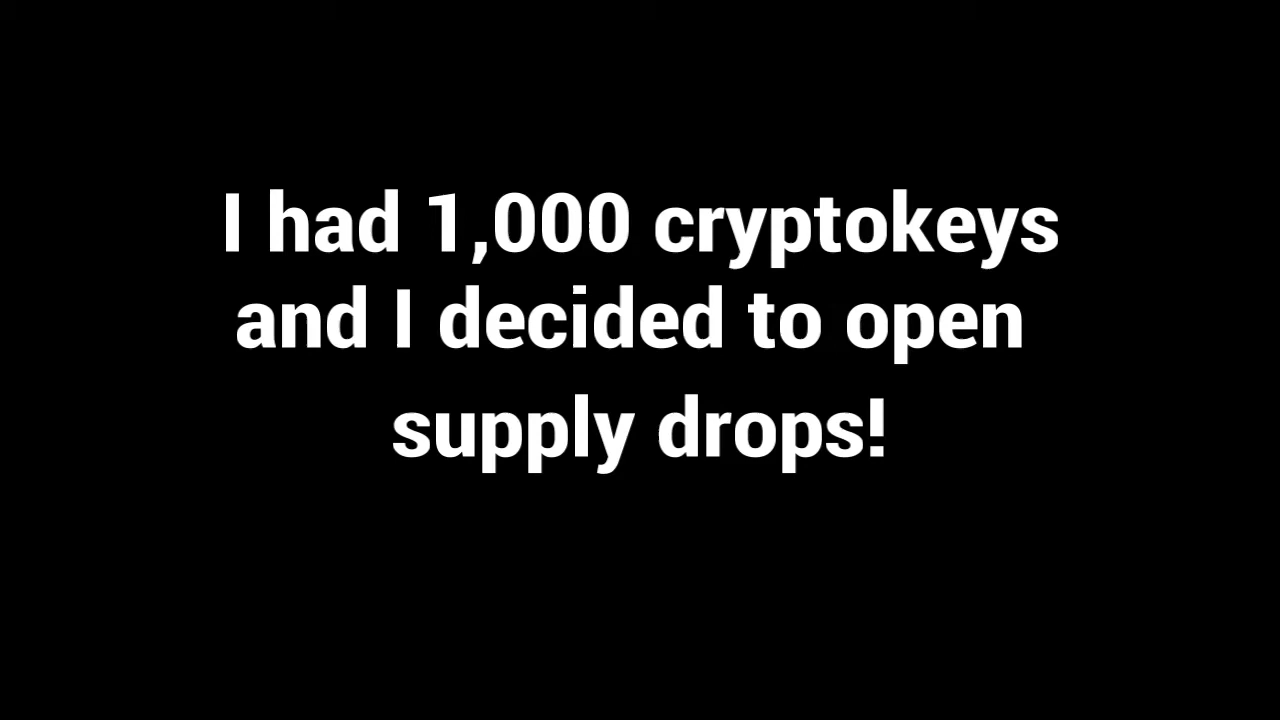 I had 1,000 cryptokeys
and I decided to open
supply drops!